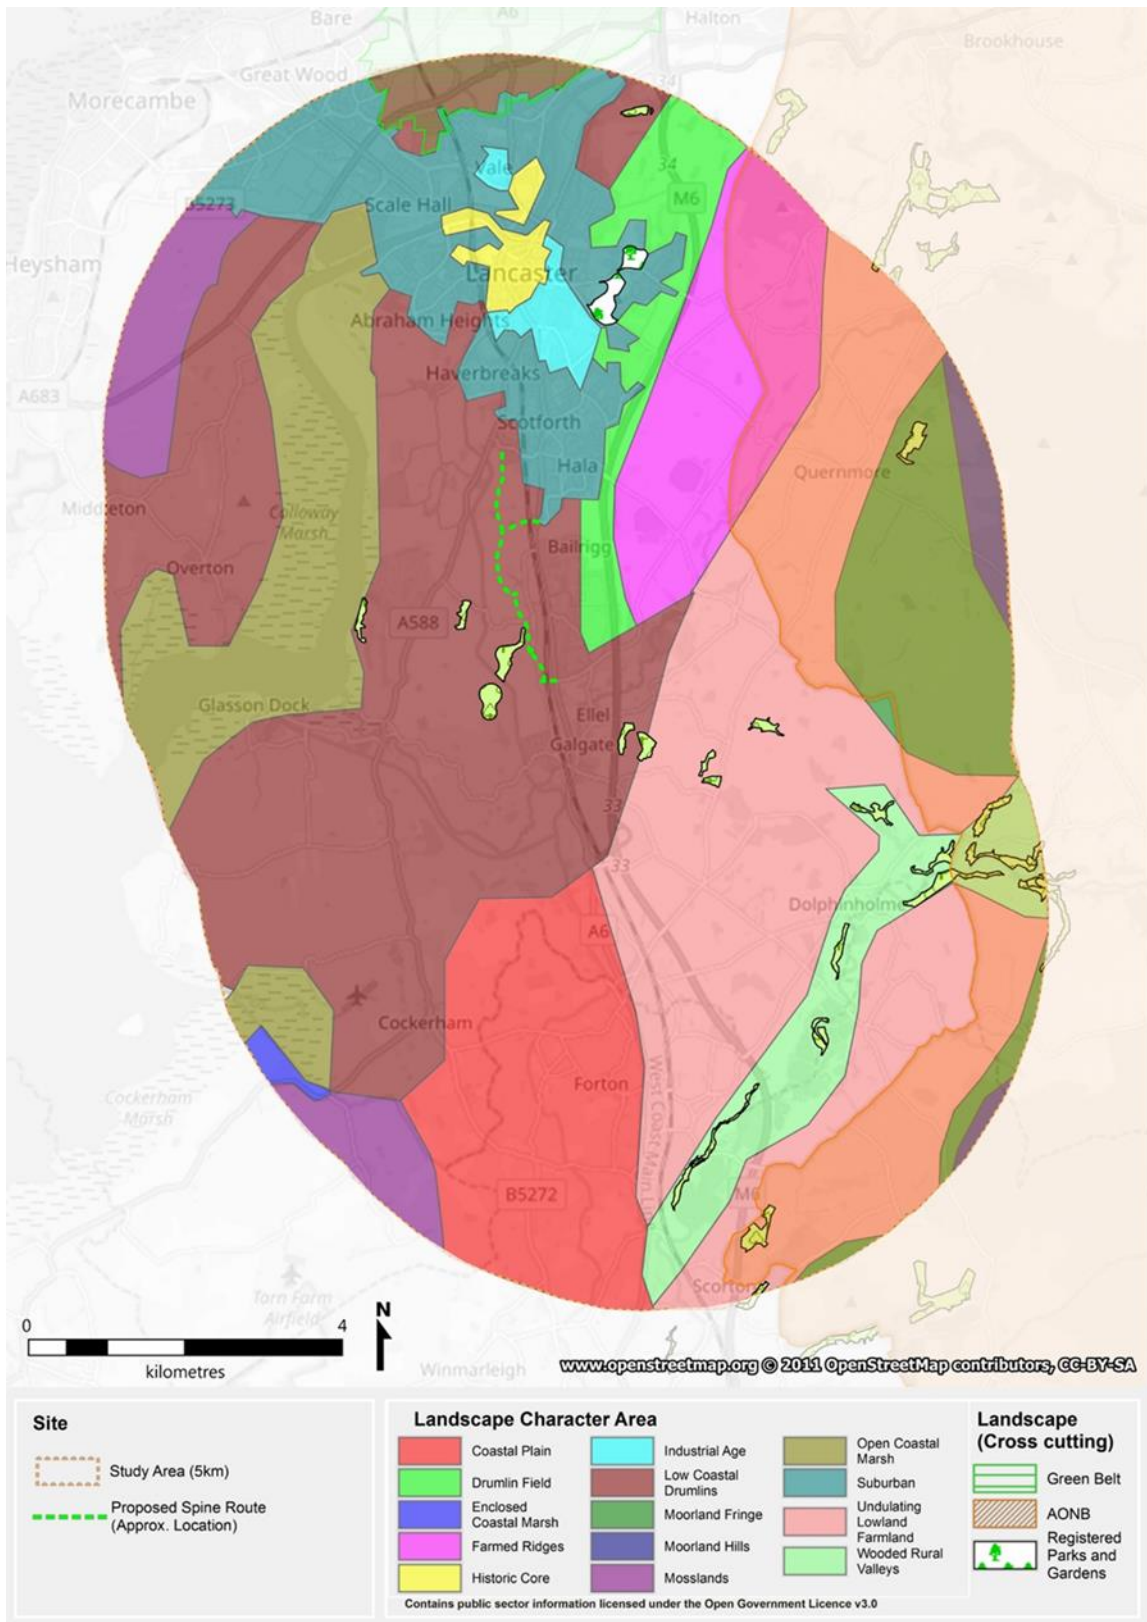 Bare
A6
Halton
Brookhouse
Great Wood
34
Morecambe
Vale
34
B5273
Scale Hall
M6
Heysham
Lancaster
Abraham Heights
Haverbreaks
A683
Scotforth
Hala
Quernmore
Middleton
Colloway
Marsh
Bailrigg
Overton
A588
Glasson Dock
Ellel
Galgate
33
33
Dolphinholme
A6
Cockerham
Forton
Cockerham
Marsh
West Coast Main Line
B5272
M6
Scorton
Tarn Farm
Airfield
Winmarleigh
N
0 4
kilometres
www.openstreetmap.org © 2011 OpenStreetMap contributors, CC-BY-SA
Site
Study Area (5km)
Proposed Spine Route
(Approx. Location)
Landscape Character Area
Coastal Plain
Drumlin Field
Enclosed
Coastal Marsh
Farmed Ridges
Historic Core
Industrial Age
Low Coastal
Drumlins
Moorland Fringe
Moorland Hills
Mosslands
Open Coastal
Marsh
Suburban
Undulating
Lowland
Farmland
Wooded Rural
Valleys
Landscape
(Cross cutting)
Green Belt
AONB
Registered
Parks and
Gardens
Contains public sector information licensed under the Open Government Licence v3.0